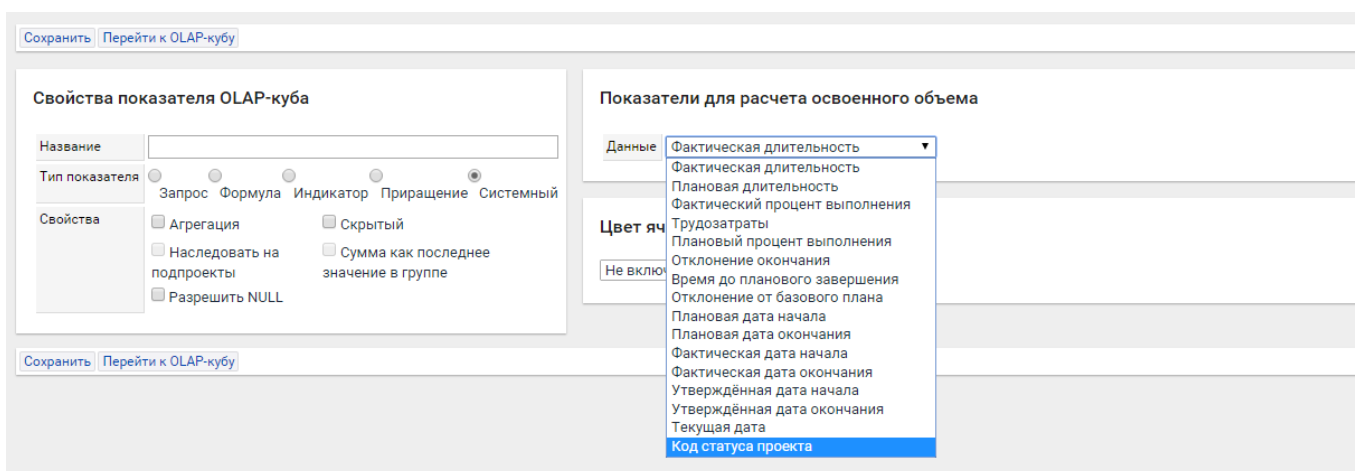 Сохранить Перейти к OLAP-кубу
Свойства показателя OLAP-куба
Название
Тип показателя
Запрос Формула Индикатор Приращение Системный
Свойства
Агрегация Скрытый
Наследовать на подпроекты
Сумма как последнее значение в группе
Разрешить NULL
Показатели для расчета освоенного объема
Данные Фактическая длительность
Фактическая длительность
Плановая длительность
Фактический процент выполнения
Трудозатраты
Плановый процент выполнения
Отклонение окончания
Время до планового завершения
Отклонение от базового плана
Плановая дата начала
Плановая дата окончания
Фактическая дата начала
Фактическая дата окончания
Утверждённая дата начала
Утверждённая дата окончания
Текущая дата
Код статуса проекта
Цвет яч
Не вклю
Сохранить Перейти к OLAP-кубу